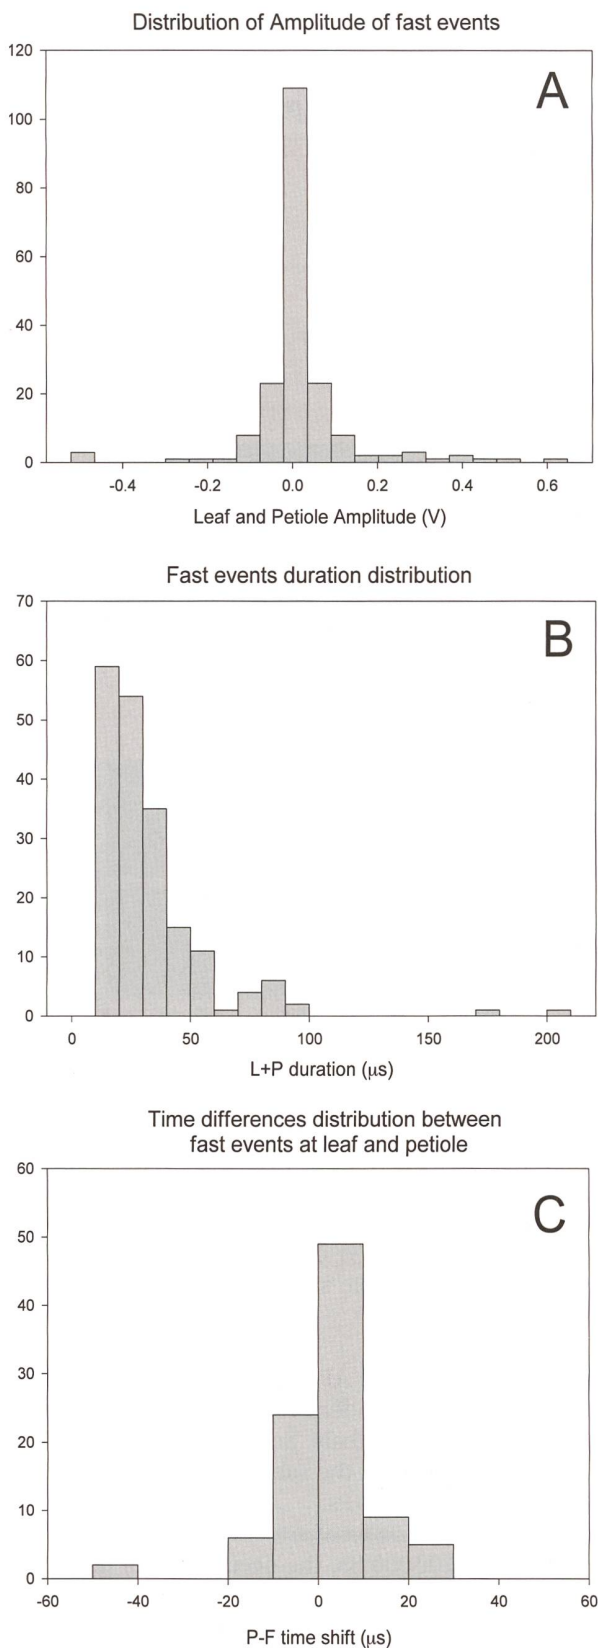 Distribution of Amplitude of fast events
A
120
100
80
60
40
20
0
-0.4 -0.2 0.0 0.2 0.4 0.6
Leaf and Petiole Amplitude (V)
Fast events duration distribution
B
70
60
50
40
30
20
10
0
0 50 100 150 200
L+P duration (μs)
Time differences distribution between
fast events at leaf and petiole
C
60
50
40
30
20
10
0
-60 -40 -20 0 20 40 60
P-F time shift (μs)